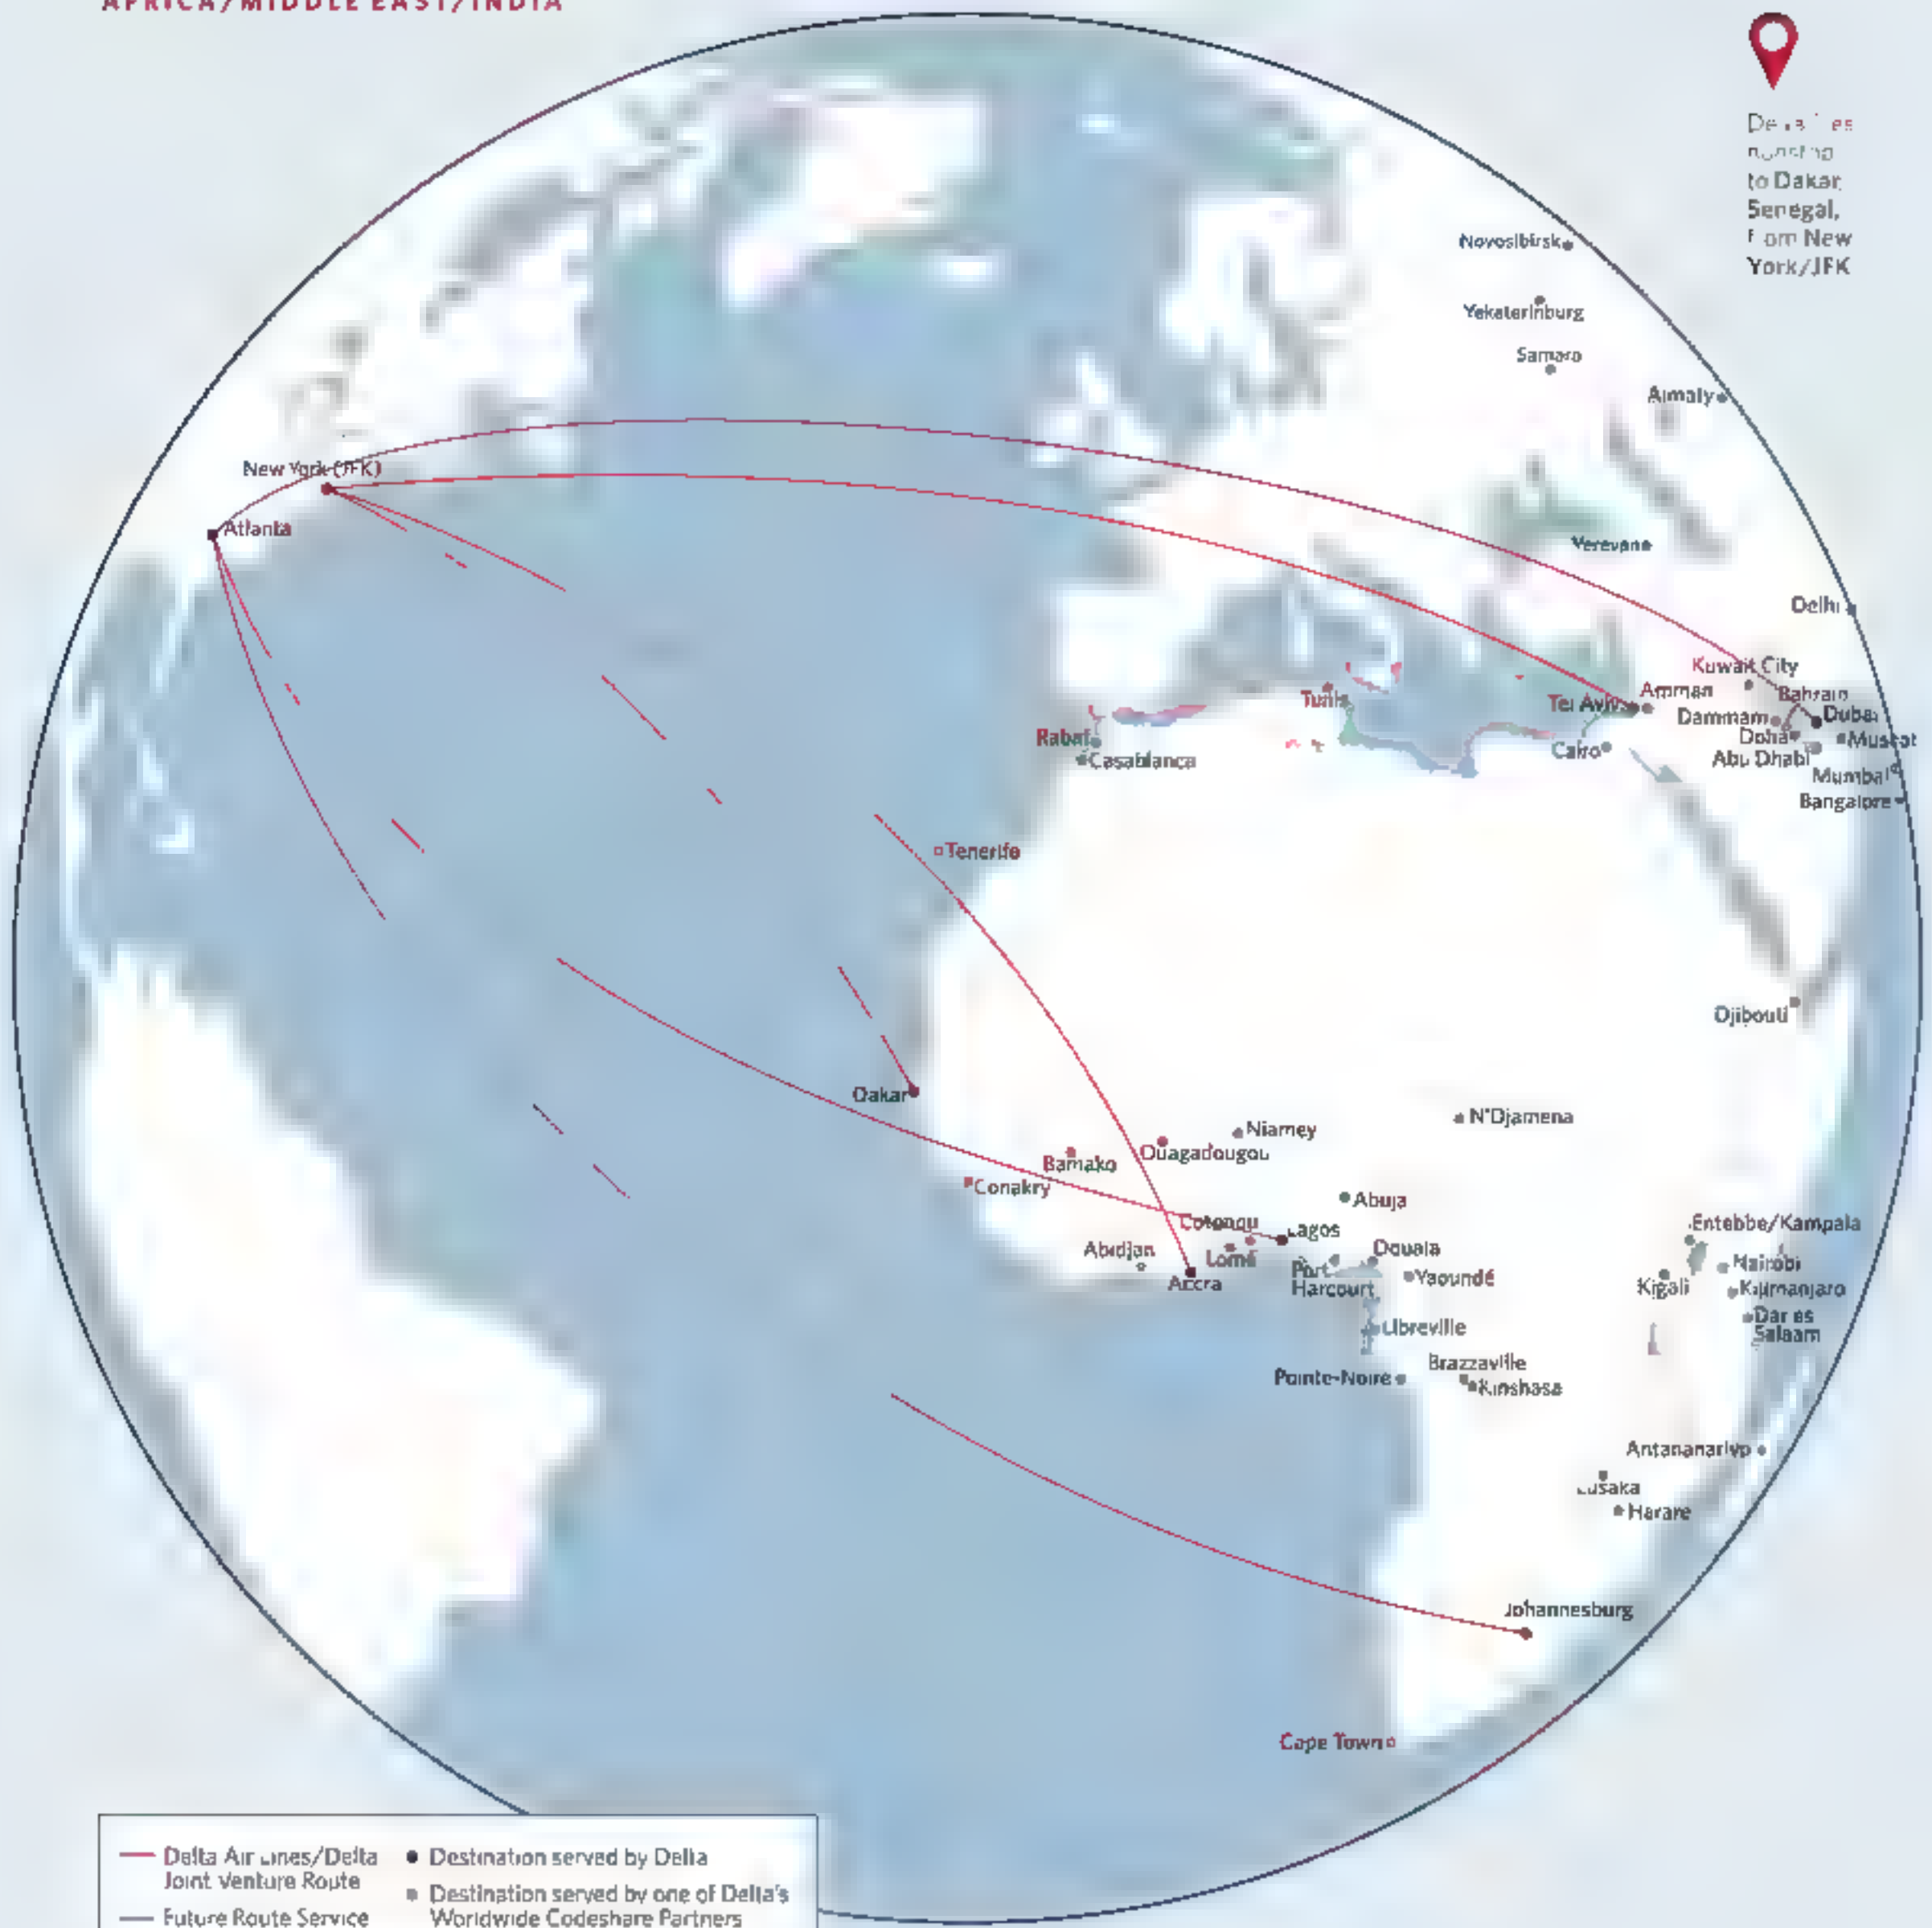 AFRICA/MIDDLE EAST/INDIA
to Dakar,
Senegal,
from New
York/JFK
Novosibirsk
Yekaterinburg
Samara
Almaty
New York (JFK)
Atlanta
Yerevan
Delhi
Kuwait City
Tunis
Tel Aviv
Amman
Bahrain
Dammam
Dubai
Rabat
Doha
Muscat
Casablanca
Cairo
Abu Dhabi
Mumbai
Bangalore
Tenerife
Djibouti
Dakar
N'Djamena
Niamey
Ouagadougou
Bamako
Conakry
Abuja
Cotonou
Lagos
Entebbe/Kampala
Abidjan
Lomé
Douala
Port
Harcourt
Nairobi
Accra
Yaoundé
Kigali
Kilimanjaro
Dar es
Salaam
Libreville
Brazzaville
Pointe-Noire
Kinshasa
Antananarivo
Lusaka
Harare
Johannesburg
Cape Town
Delta Air Lines/Delta
Joint Venture Route
Future Route Service
Destination served by Delta
Destination served by one of Delta's
Worldwide Codeshare Partners